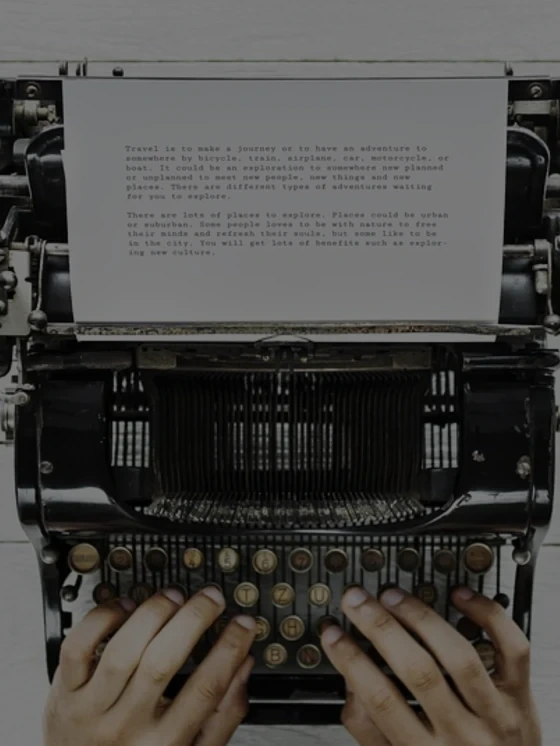 Travel is to make a journey or to have an adventure to
somewhere by bicycle, train, airplane, car, motorcycle, or
boat. It could be an exploration to somewhere new planned
or unplanned to meet new people, new things and new
places. There are different types of adventures waiting
for you to explore.
There are lots of places to explore. Places could be urban
or suburban. Some people loves to be with nature to free
their minds and refresh their souls, but some like to be
in the city. You will get lots of benefits such as explor-
ing new culture.
6
T Z U
H
B N